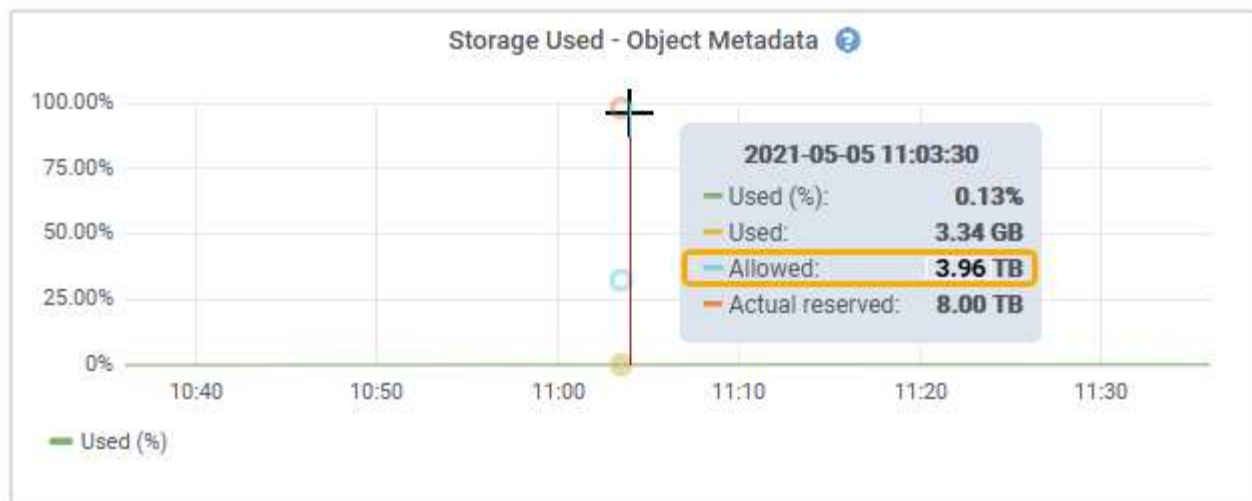 Storage Used - Object Metadata
100.00%
75.00%
50.00%
25.00%
0%
2021-05-05 11:03:30
Used (%): 0.13%
Used: 3.34 GB
Allowed: 3.96 TB
Actual reserved: 8.00 TB
10:40 10:50 11:00 11:10 11:20 11:30
Used (%)